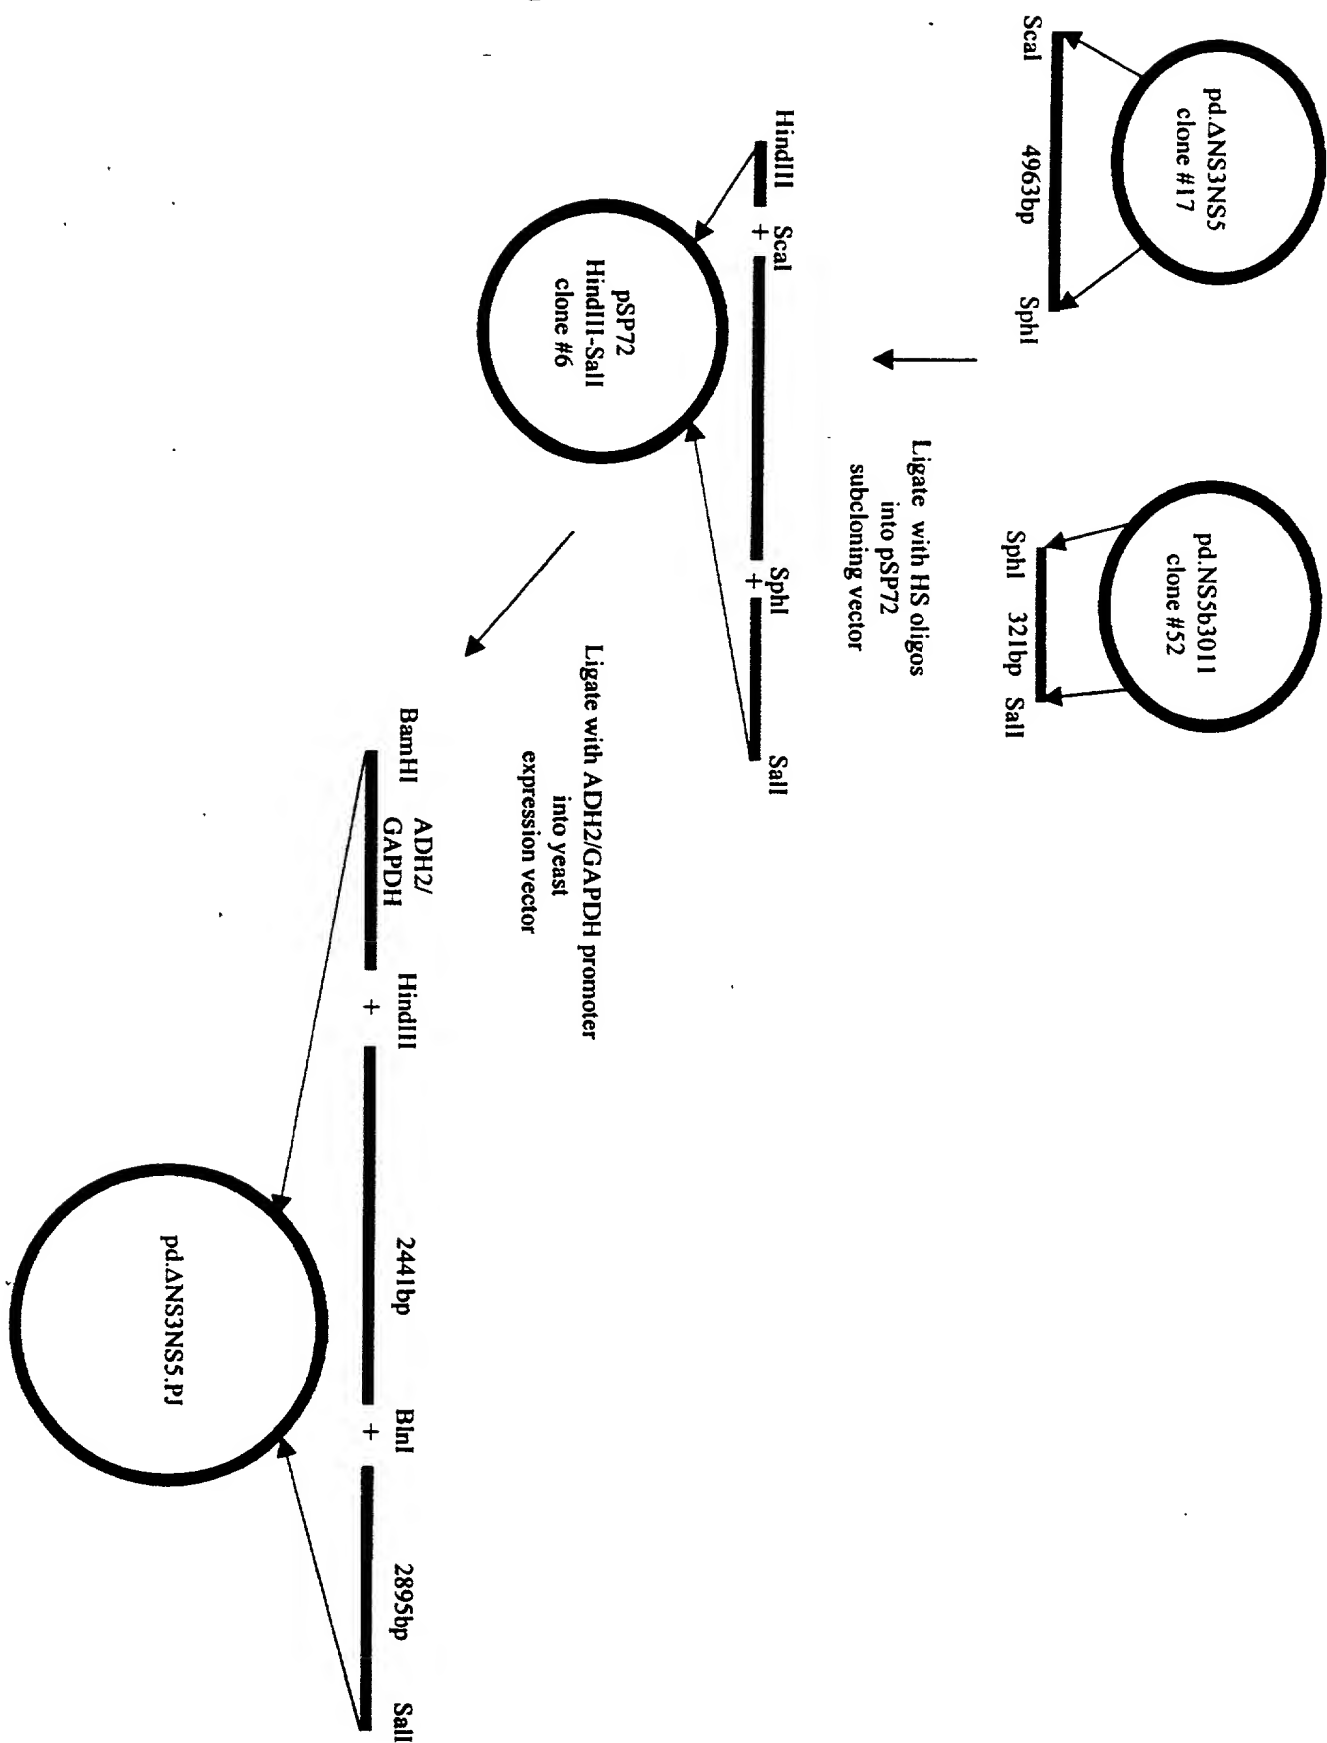 pd.ΔNS3NS5
clone #17
ScaI 4963bp SphI
pd.NS5b3011
clone #52
SphI 321bp SalI
Ligate with HS oligos
into pSP72
subcloning vector
HindIII ScaI SphI SalI
+ +
pSP72
HindIII-SalI
clone #6
Ligate with ADH2/GAPDH promoter
into yeast
expression vector
BamHI ADH2/ HindIII 2441bp BlnI 2895bp SalI
GAPDH
+ +
pd.ΔNS3NS5.PJ